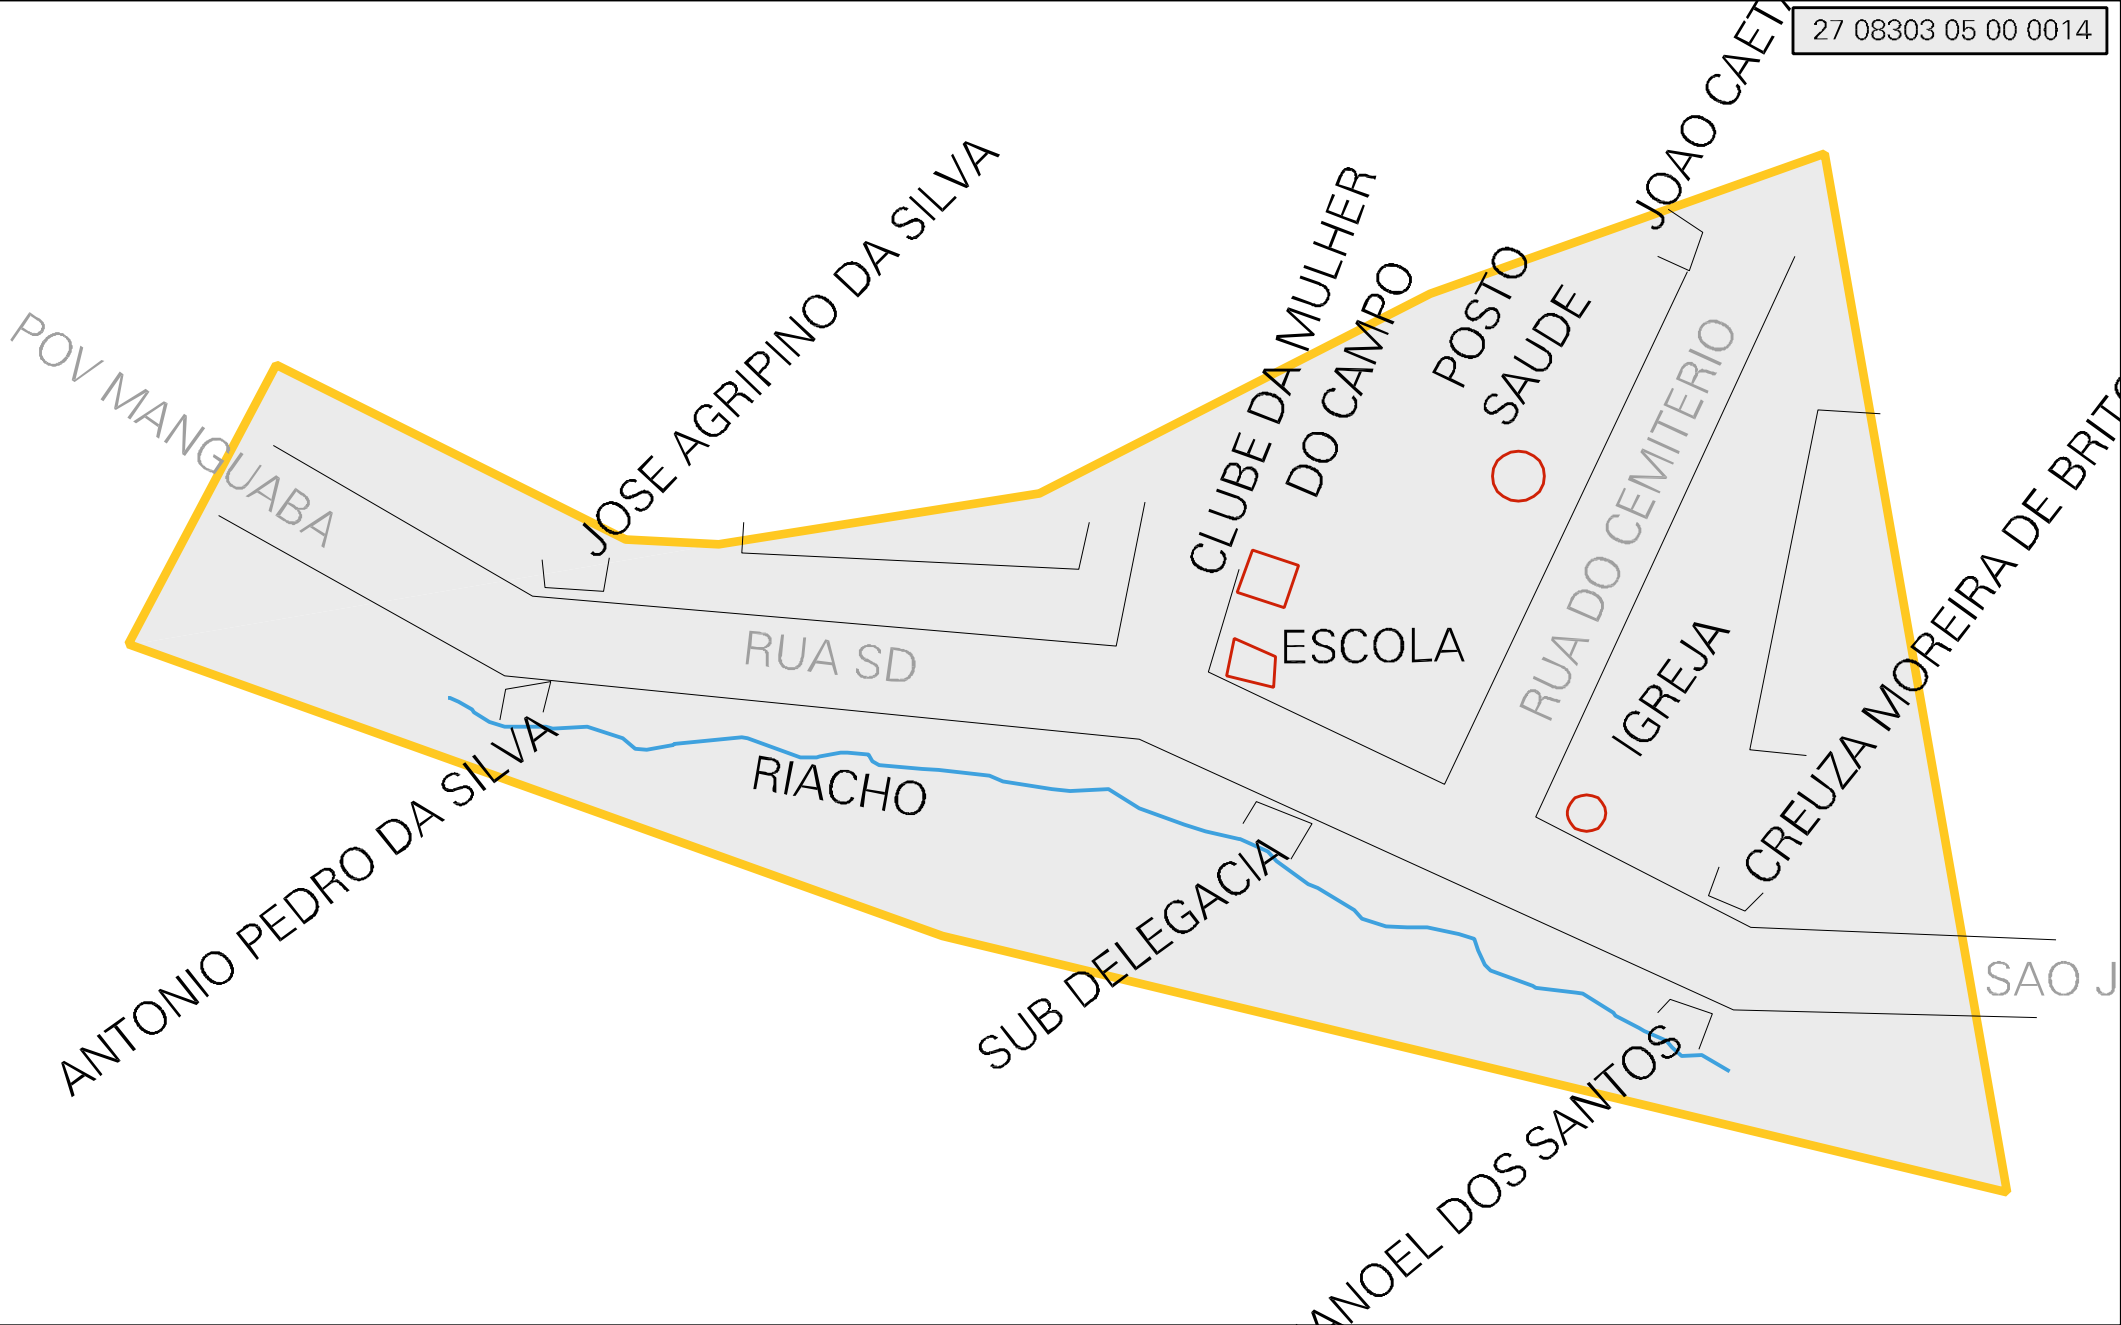 27 08303 05 00 0014
JOAO CAET
JOSE AGRIPINO DA SILVA
CLUBE DA MULHER
DO CAMPO
POSTO
SAUDE
POV MANGUABA
RUA DO CEMITERIO
CREUZA MOREIRA DE BRITO
RUA SD
ESCOLA
IGREJA
RIACHO
ANTONIO PEDRO DA SILVA
SUB DELEGACIA
SAO J
ANOEL DOS SANTOS